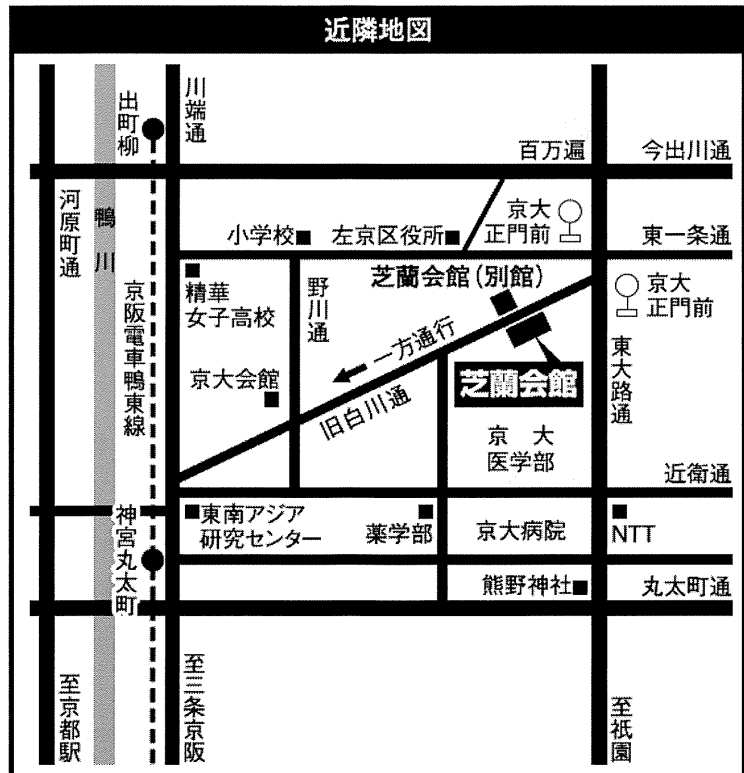 近隣地図
出町柳
川端通
百万遍
今出川通
河原町通
鴨川
小学校
左京区役所
京大
正門前
東一条通
精華
女子高校
野川通
芝蘭会館（別館）
京大
正門前
京阪電車鴨東線
一方通行
京大会館
旧白川通
芝蘭会館
東大路通
京大
医学部
近衛通
神宮丸太町
東南アジア
研究センター
薬学部
京大病院
NTT
熊野神社
丸太町通
至京都駅
至三条京阪
至祇園